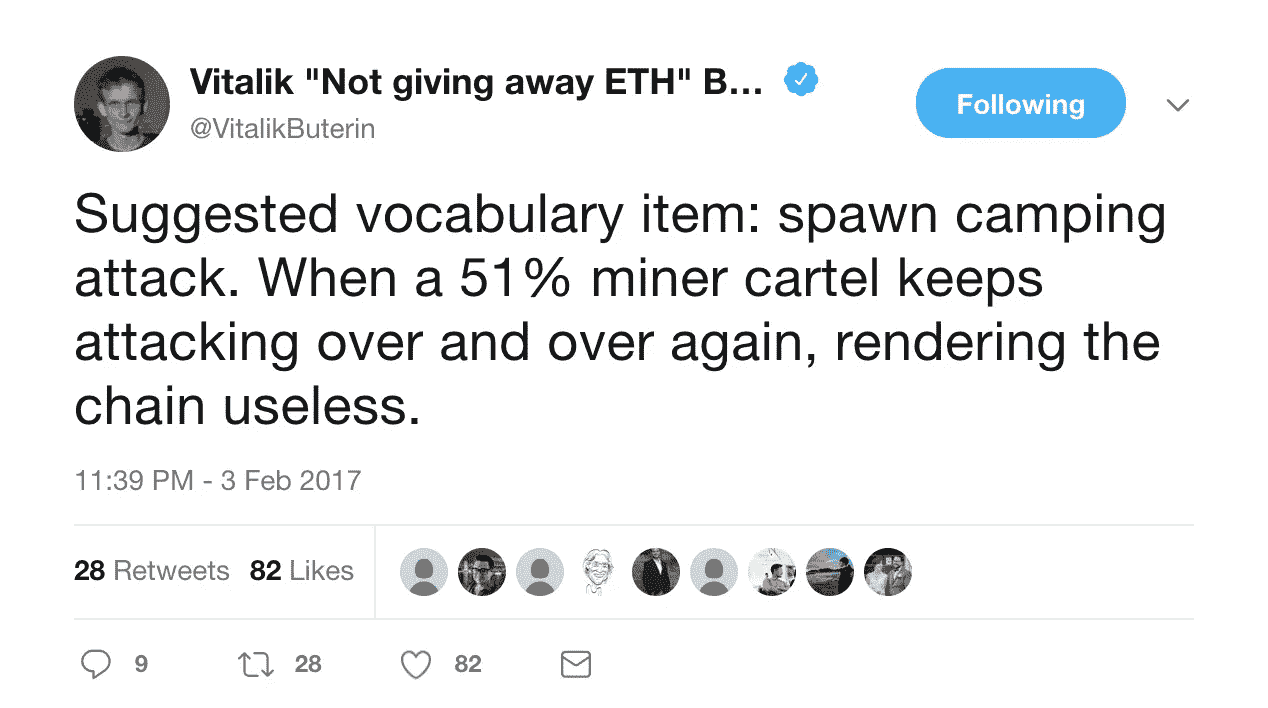 Vitalik "Not giving away ETH" B...
Following
@VitalikButerin
Suggested vocabulary item: spawn camping
attack. When a 51% miner cartel keeps
attacking over and over again, rendering the
chain useless.
11:39 PM - 3 Feb 2017
28 Retweets 82 Likes
9 28 82